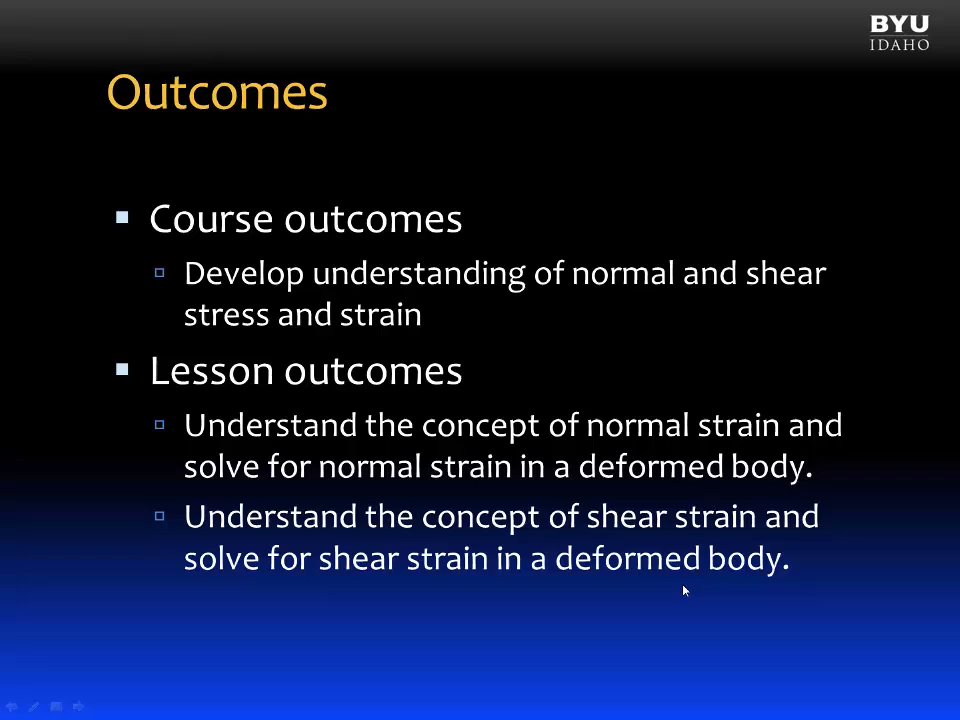 BYU
IDAHO
Outcomes
Course outcomes
Develop understanding of normal and shear
stress and strain
Lesson outcomes
Understand the concept of normal strain and
solve for normal strain in a deformed body.
Understand the concept of shear strain and
solve for shear strain in a deformed body.